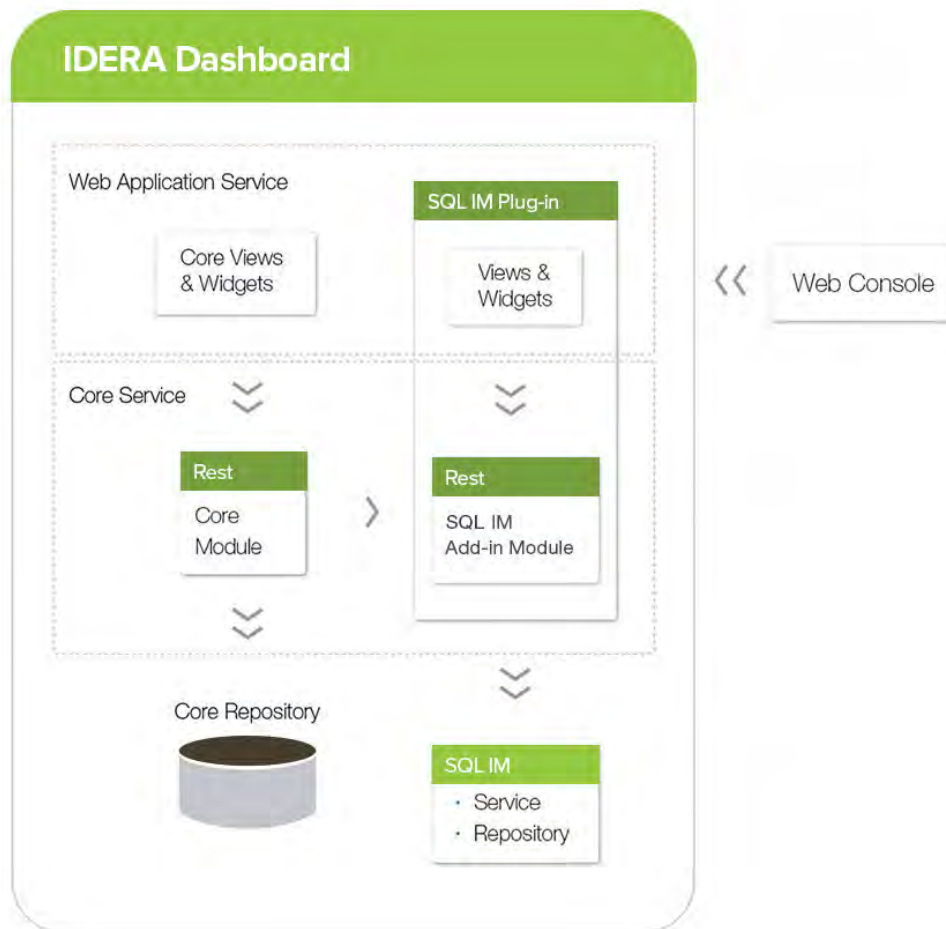 IDERA Dashboard
Web Application Service
SQL IM Plug-in
Core Views
& Widgets
Views &
Widgets
Web Console
Core Service
Rest
Core
Module
Rest
SQL IM
Add-in Module
Core Repository
SQL IM
· Service
· Repository